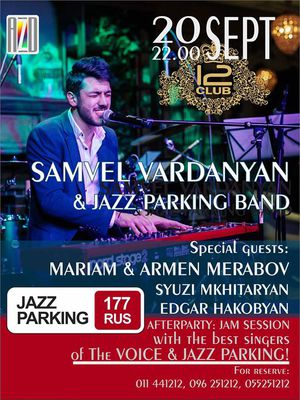 AZD
20 SEPT
22.00
12
CLUB
SAMVEL VARDANYAN
& JAZZ PARKING BAND
Special guests:
MARIAM & ARMEN MERABOV
SYUZI MKHITARYAN
EDGAR HAKOBYAN
JAZZ
PARKING
177
RUS
AFTERPARTY: JAM SESSION
with the best singers
of The VOICE & JAZZ PARKING!
For reserve:
011 441212, 096 251212, 055251212